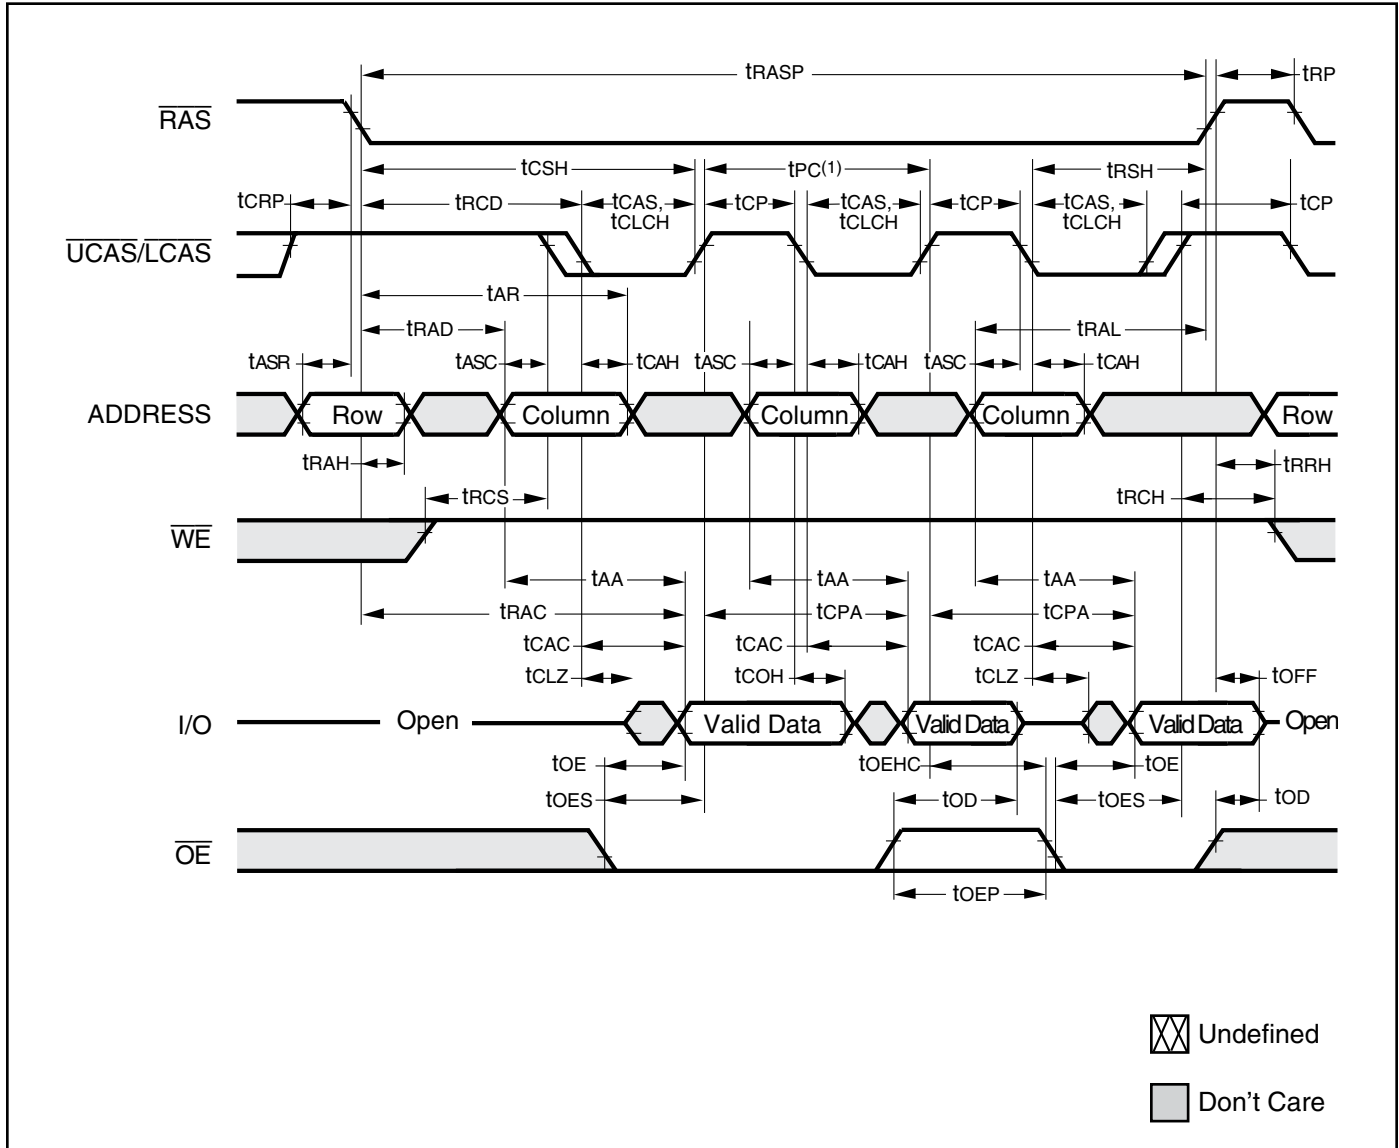 tRASP tRP
RAS
tCSH tPC(1) tRSH
tCRP tRCD tCAS, tCLCH tCP tCAS, tCLCH tCP tCAS, tCLCH tCP
UCAS/LCAS
tAR
tRAD tRAL
tASR tASC tCAH tASC tCAH tASC tCAH
ADDRESS Row Column Column Column Row
tRAH tRRH
tRCS tRCH
WE
tAA tAA tAA
tRAC tCPA tCPA
tCAC tCAC tCAC
tCLZ tCOH tCLZ tOFF
I/O Open Valid Data Valid Data Valid Data Open
tOE tOEHC tOE
tOES tOD tOES tOD
OE
tOEP
Undefined
Don't Care